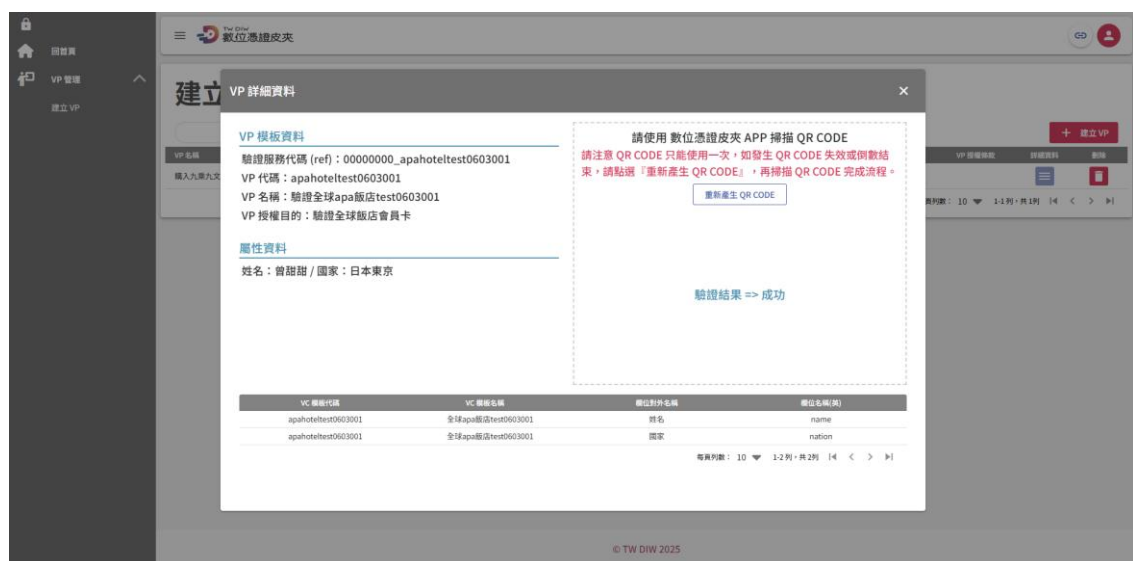 TW DIW
數位憑證皮夾
回首頁
VP 管理
建立 VP
建立
VP 詳細資料
×
+ 建立 VP
VP 名稱
VP 授權條款
詳細資料
刪除
購入九乘九文
頁列數： 10
1-1 列，共 1列
VP 模板資料
驗證服務代碼 (ref)：00000000_apahoteltest0603001
VP 代碼：apahoteltest0603001
VP 名稱：驗證全球apa飯店test0603001
VP 授權目的：驗證全球飯店會員卡
屬性資料
姓名：曾甜甜 / 國家：日本東京
請使用 數位憑證皮夾 APP 掃描 QR CODE
請注意 QR CODE 只能使用一次，如發生 QR CODE 失效或倒數結
束，請點選『重新產生 QR CODE』，再掃描 QR CODE 完成流程。
重新產生 QR CODE
驗證結果 => 成功
VC 模板代碼 VC 模板名稱 欄位對外名稱 欄位名稱(英)
apahoteltest0603001 全球apa飯店test0603001 姓名 name
apahoteltest0603001 全球apa飯店test0603001 國家 nation
每頁列數： 10 1-2 列，共 2列
© TW DIW 2025